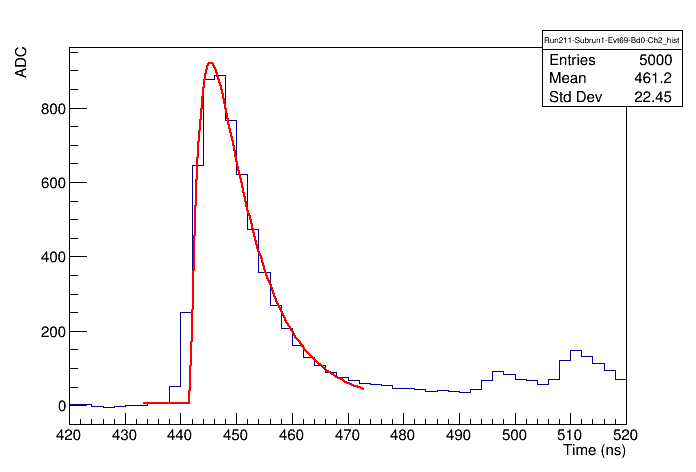 Run211-Subrun1-Evt69-Bd0-Ch2_hist
Entries 5000
Mean 461.2
Std Dev 22.45
ADC
800
600
400
200
0
420 430 440 450 460 470 480 490 500 510 520
Time (ns)